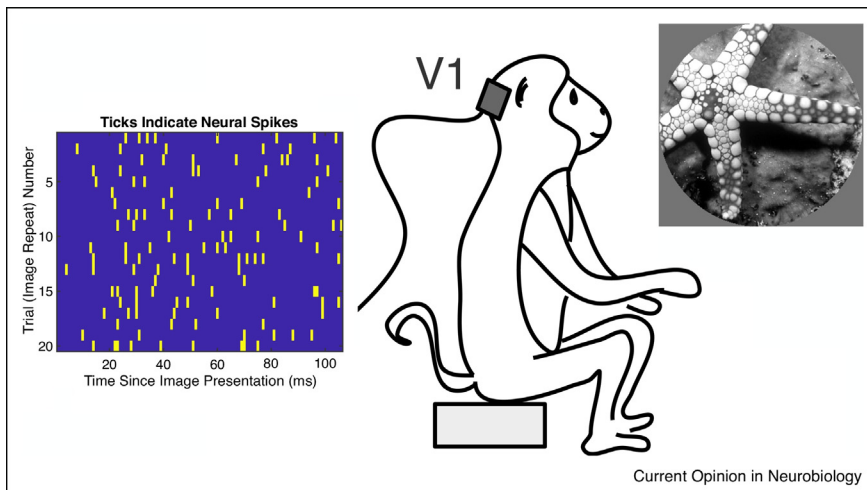 V1
Ticks Indicate Neural Spikes
Trial (Image Repeat) Number
5
10
15
20
20 40 60 80 100
Time Since Image Presentation (ms)
Current Opinion in Neurobiology